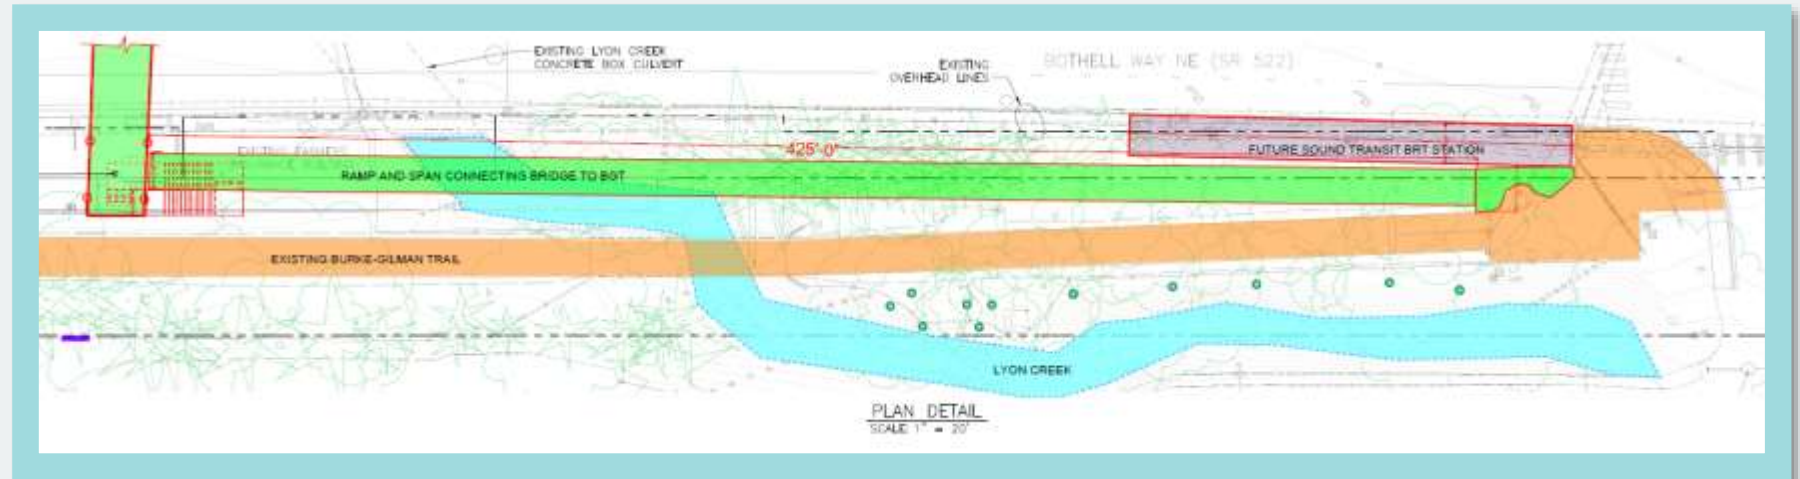 EXISTING LYON CREEK
CONCRETE BOX CULVERT
EXISTING
OVERHEAD LINES
BOTHELL WAY NE (SR 522)
425'-0"
FUTURE SOUND TRANSIT BRT STATION
RAMP AND SPAN CONNECTING BRIDGE TO BGT
EXISTING BURKE-GILMAN TRAIL
LYON CREEK
PLAN DETAIL
SCALE: 1" = 20'